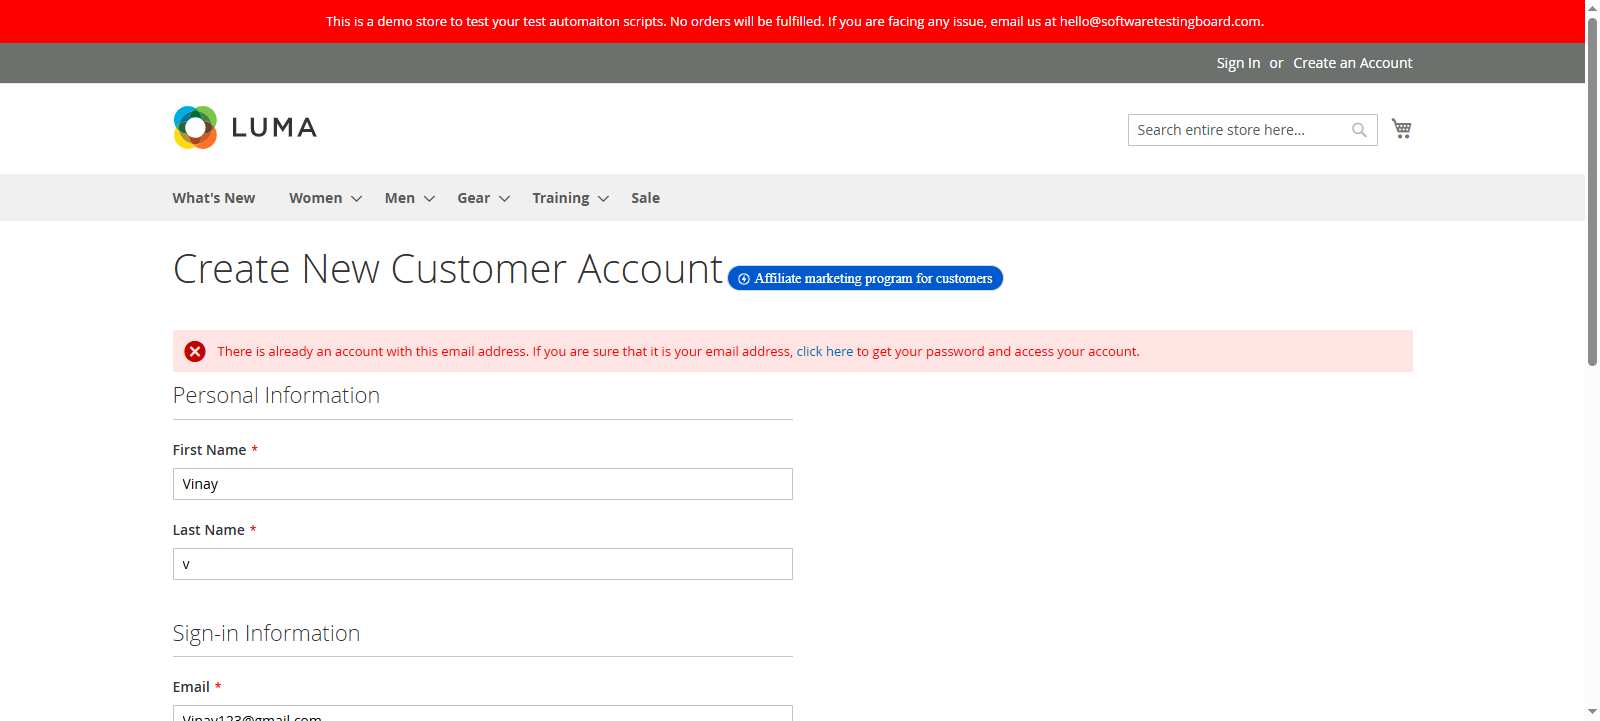 This is a demo store to test your test automaiton scripts. No orders will be fulfilled. If you are facing any issue, email us at hello@softwaretestingboard.com.
Sign In or Create an Account
LUMA
Search entire store here...
What's New Women Men Gear Training Sale
Create New Customer Account
Affiliate marketing program for customers
There is already an account with this email address. If you are sure that it is your email address, click here to get your password and access your account.
Personal Information
First Name *
Vinay
Last Name *
v
Sign-in Information
Email *
Vinay123@gmail.com